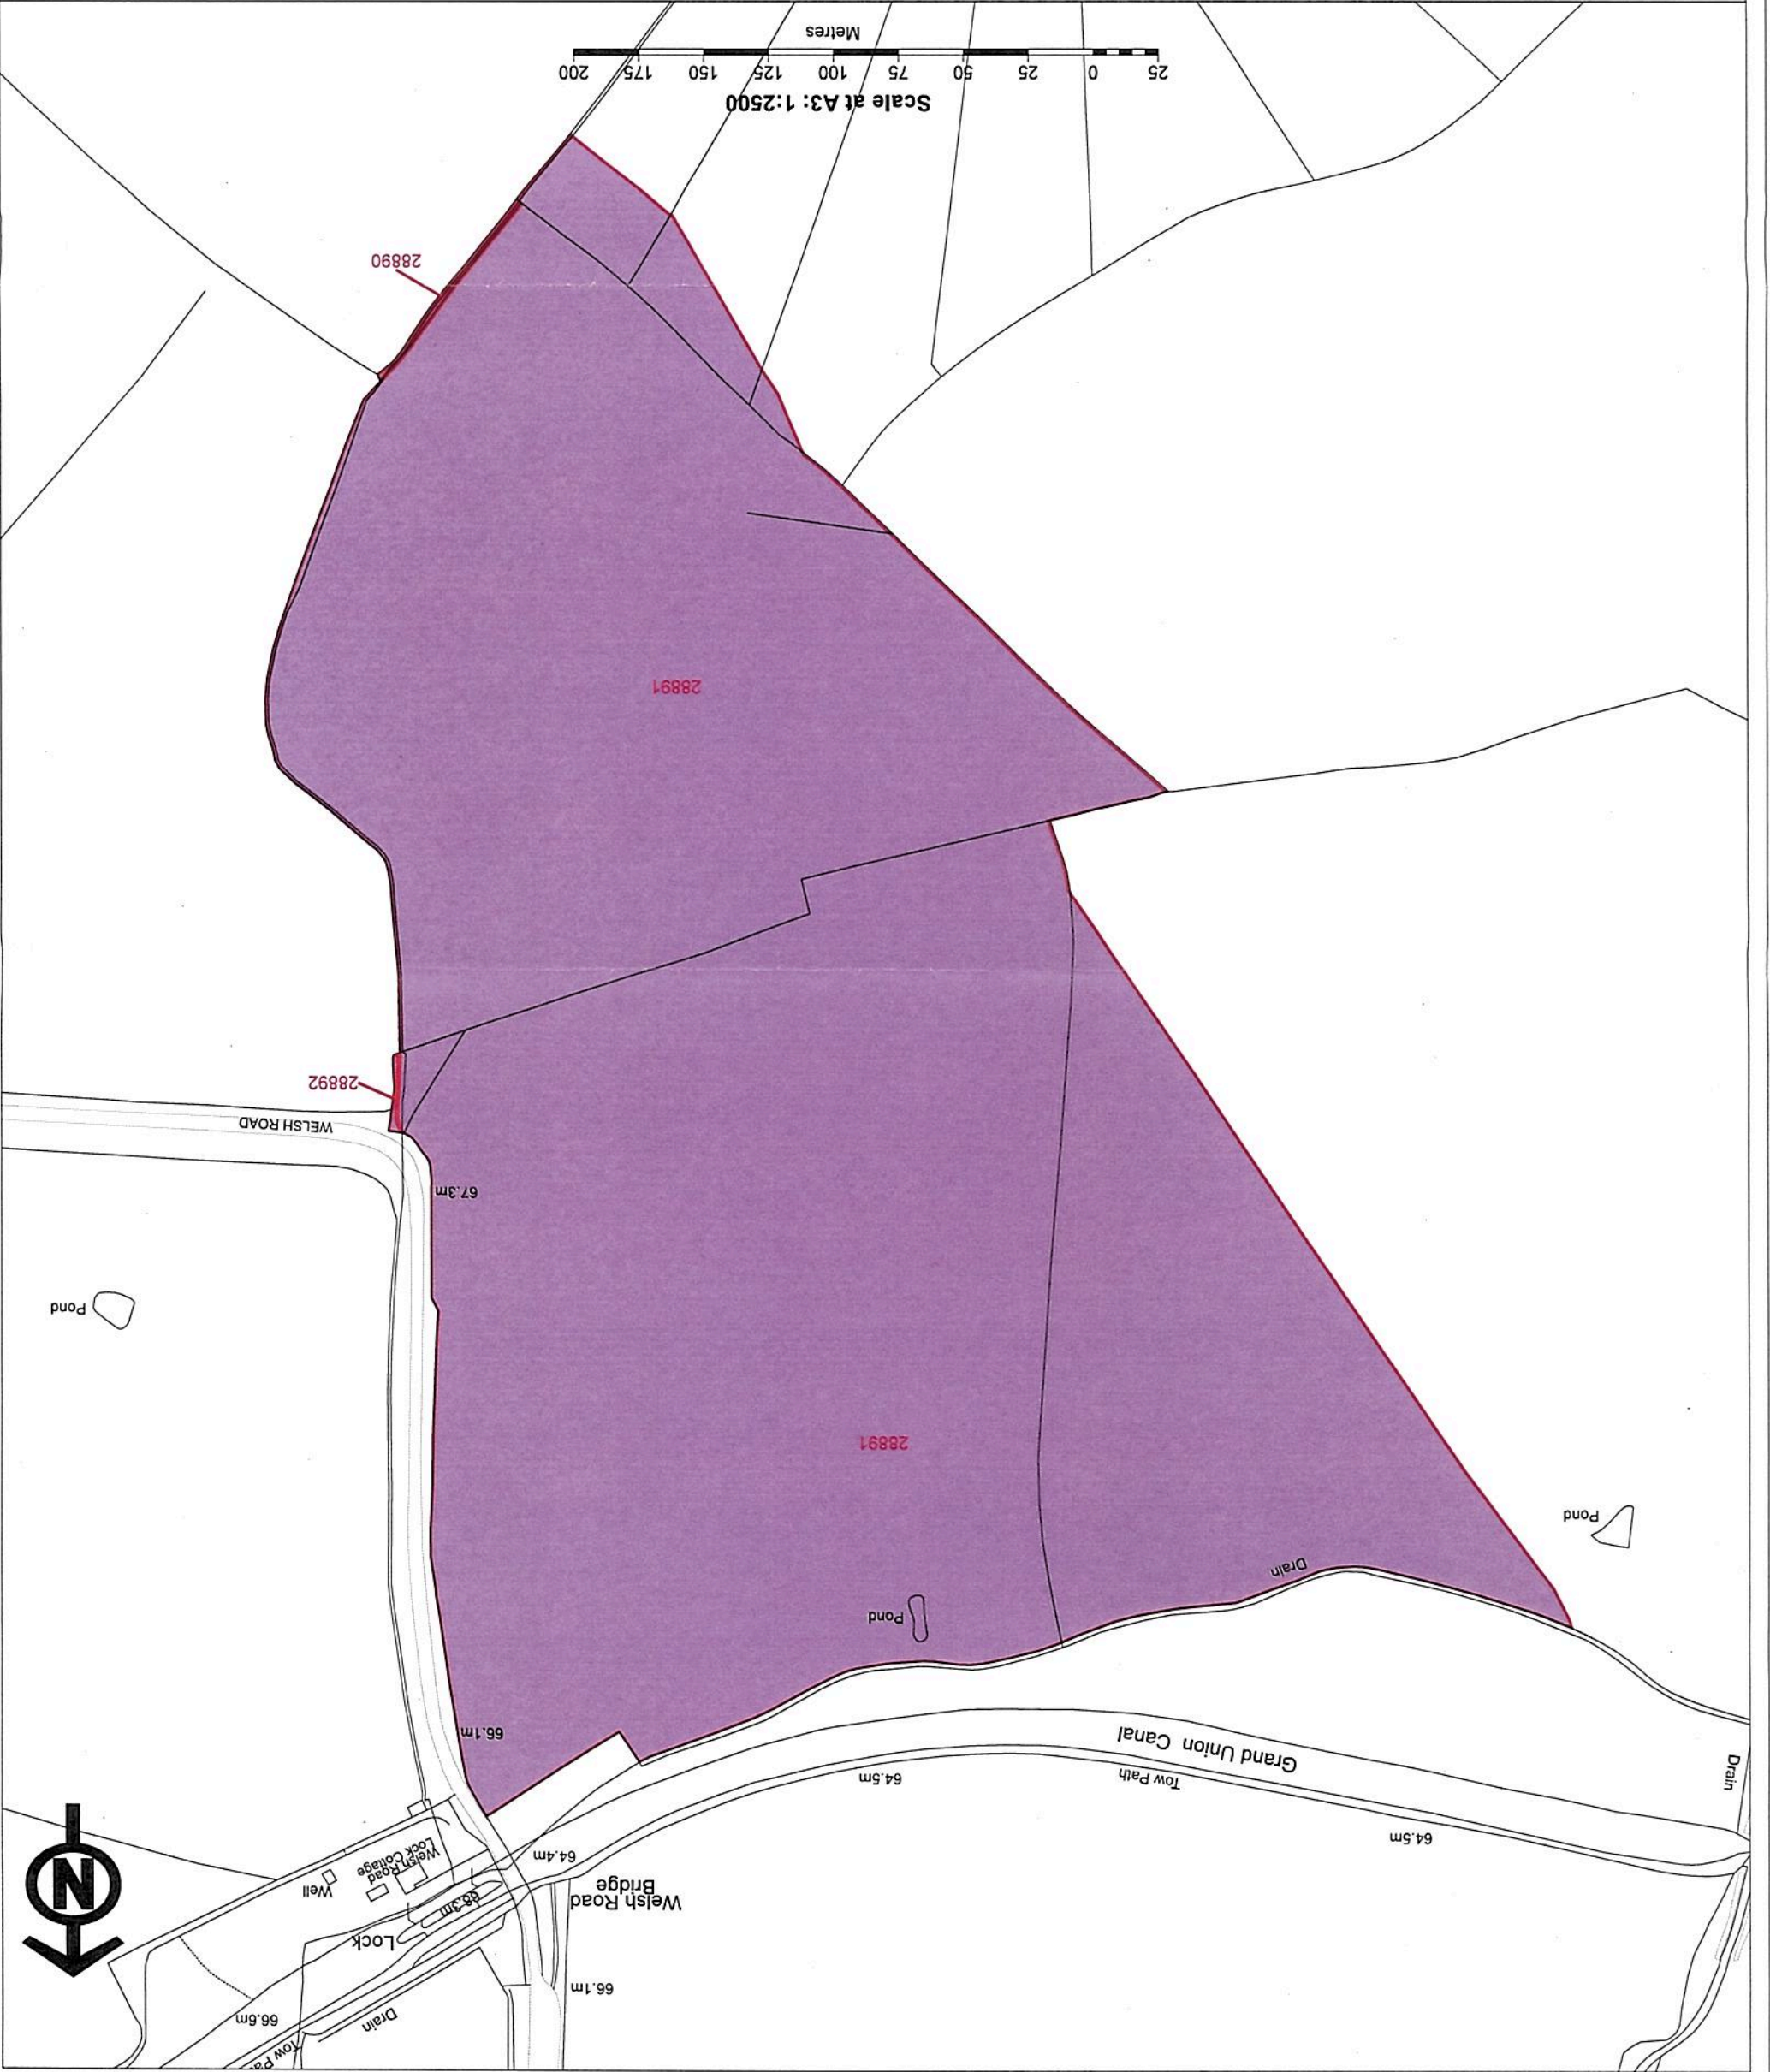 Tow Pa
Drain
66.6m
66.1m
Lock
Welsh Road
Bridge
Well
N
Welsh Road
Lock Cottage
64.4m
64.5m
Tow Path
64.5m
Drain
Grand Union Canal
66.1m
Pond
Drain
Pond
28891
Pond
67.3m
WELSH ROAD
28892
28891
28890
Scale at A3: 1:2500
25 0 25 50 75 100 125 150 175 200
Metres